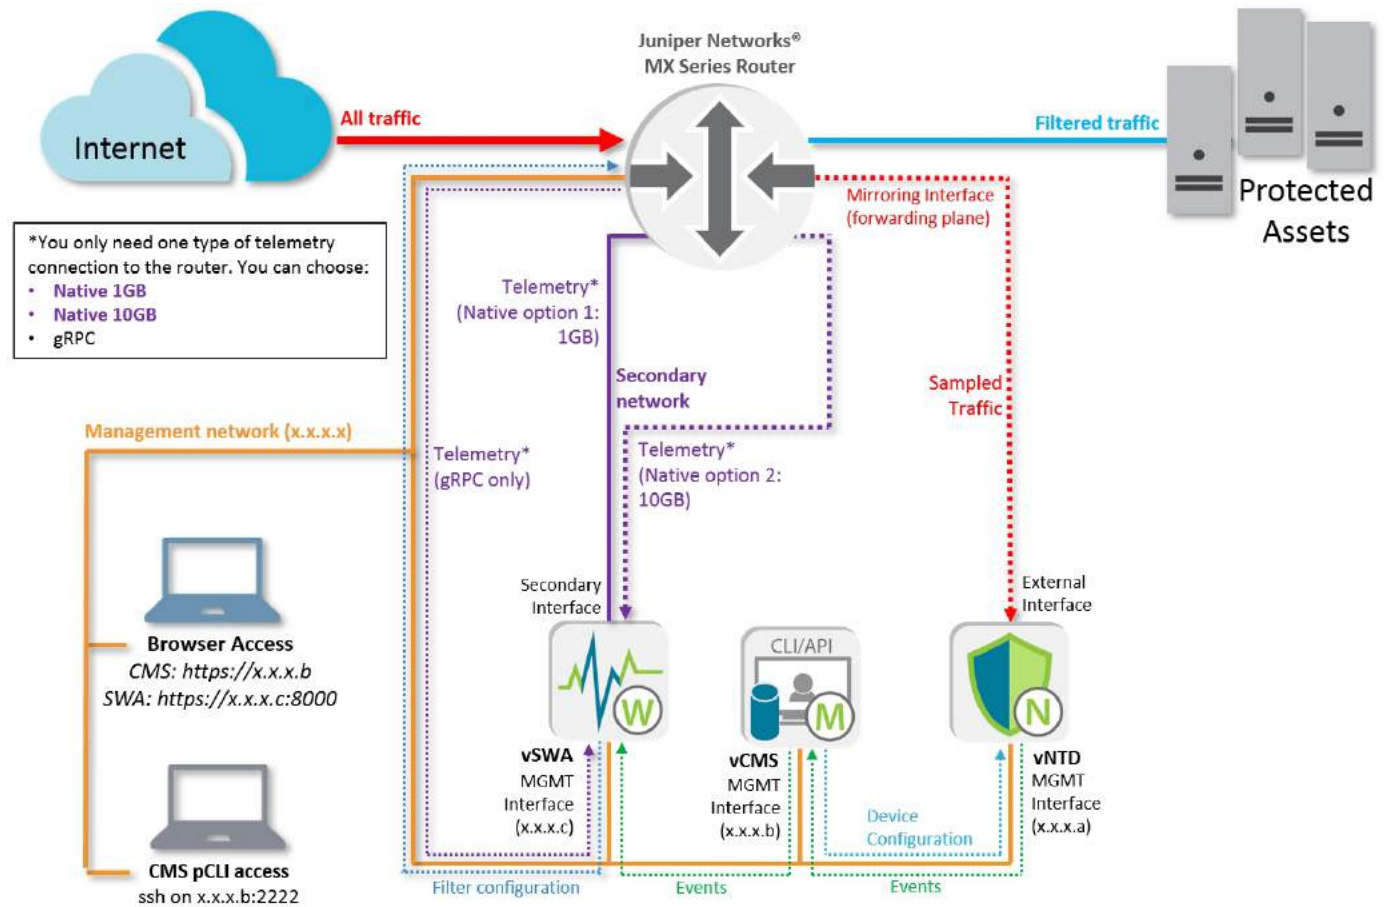 Juniper Networks®
MX Series Router
All traffic
Filtered traffic
Internet
Protected
Assets
Mirroring Interface
(forwarding plane)
*You only need one type of telemetry
connection to the router. You can choose:
• Native 1GB
• Native 10GB
• gRPC
Telemetry*
(Native option 1:
1GB)
Secondary
network
Sampled
Traffic
Management network (x.x.x.x)
Telemetry*
(gRPC only)
Telemetry*
(Native option 2:
10GB)
Secondary
Interface
External
Interface
Browser Access
CMS: https://x.x.x.b
SWA: https://x.x.x.c:8000
CLI/API
W
M
N
vSWA
MGMT
Interface
(x.x.x.c)
vCMS
MGMT
Interface
(x.x.x.b)
vNTD
MGMT
Interface
(x.x.x.a)
Device
Configuration
CMS pCLI access
ssh on x.x.x.b:2222
Filter configuration
Events
Events